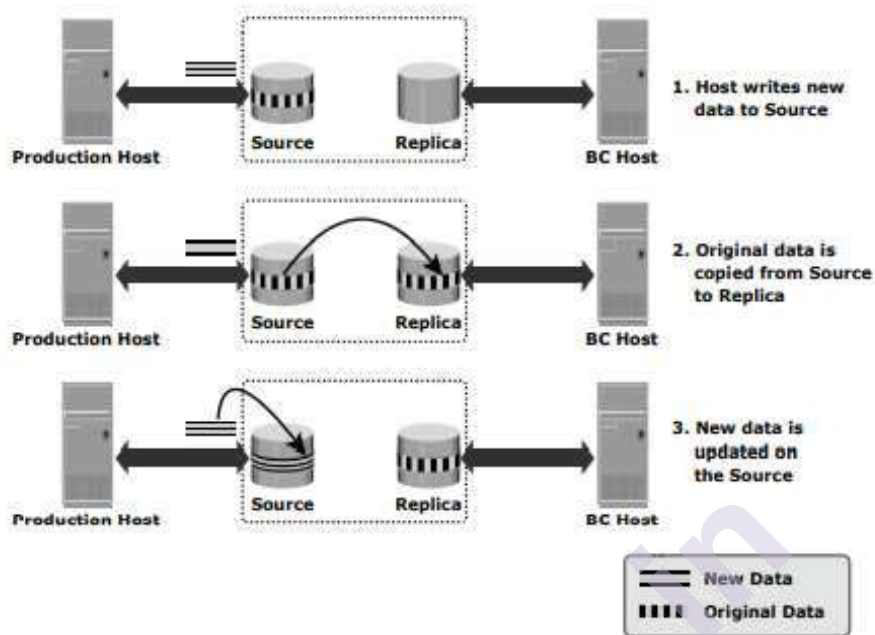 1. Host writes new
data to Source
Source
Replica
Production Host
BC Host
2. Original data is
copied from Source
to Replica
Source
Replica
Production Host
BC Host
3. New data is
updated on
the Source
Source
Replica
Production Host
BC Host
New Data
Original Data
in